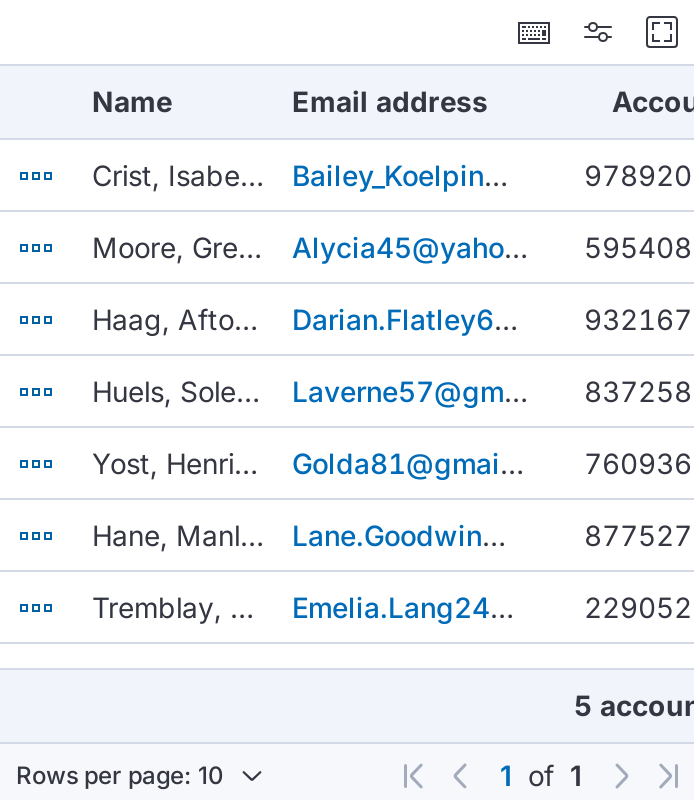 Name Email address Accou
Crist, Isabe... Bailey_Koelpin... 978920
Moore, Gre... Alycia45@yaho... 595408
Haag, Afto... Darian.Flatley6... 932167
Huels, Sole... Laverne57@gm... 837258
Yost, Henri... Golda81@gmai... 760936
Hane, Manl... Lane.Goodwin... 877527
Tremblay, ... Emelia.Lang24... 229052
5 accoun
Rows per page: 10 1 of 1